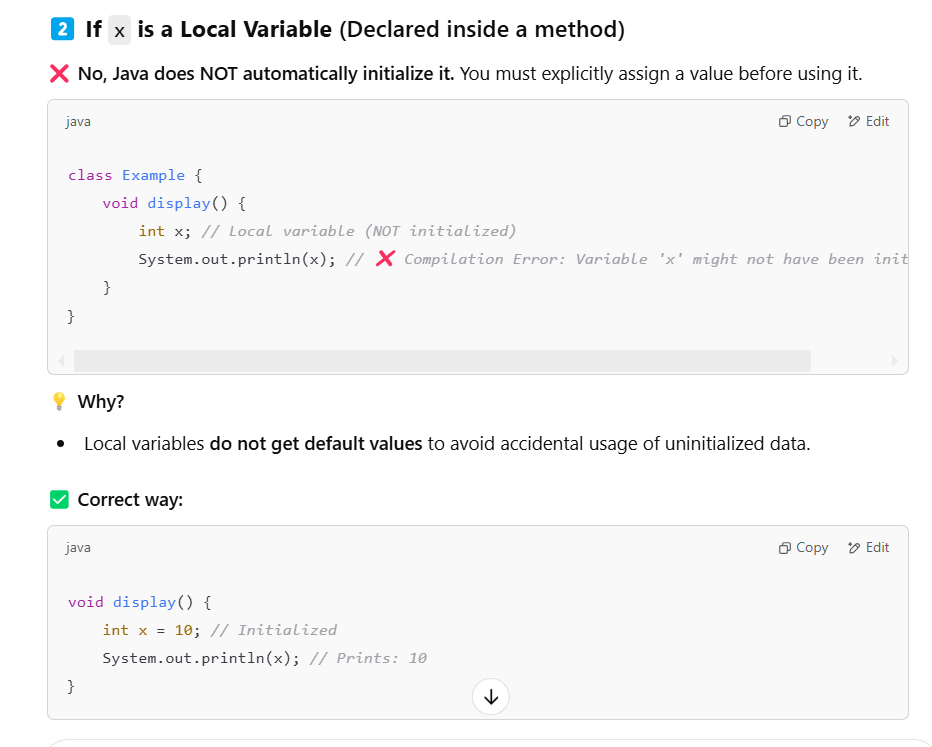 2 If x is a Local Variable (Declared inside a method)
❌ No, Java does NOT automatically initialize it. You must explicitly assign a value before using it.
java Copy Edit
class Example {
    void display() {
        int x; // Local variable (NOT initialized)
        System.out.println(x); // ❌ Compilation Error: Variable 'x' might not have been init
    }
}
💡 Why?
• Local variables do not get default values to avoid accidental usage of uninitialized data.
✅ Correct way:
java Copy Edit
void display() {
    int x = 10; // Initialized
    System.out.println(x); // Prints: 10
}